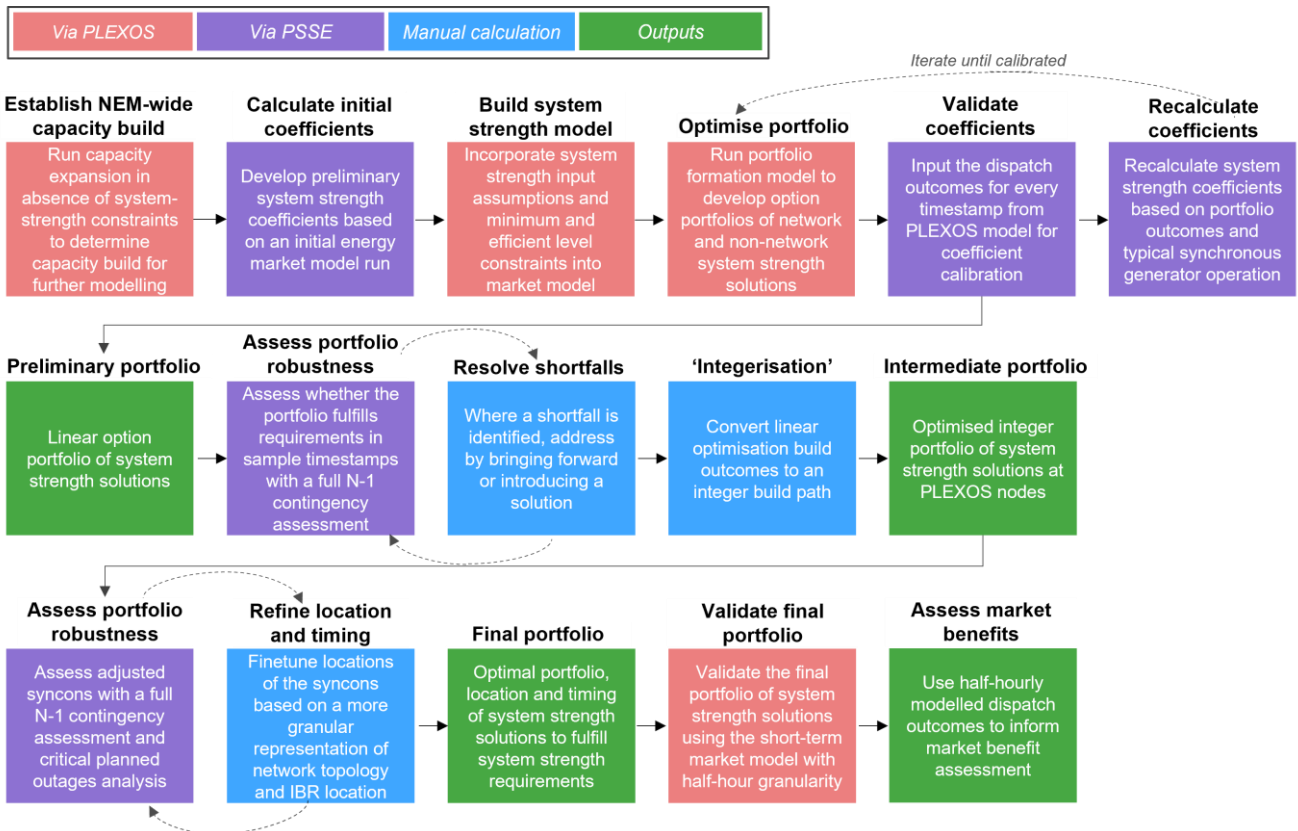 Via PLEXOS
Via PSSE
Manual calculation
Outputs
Iterate until calibrated
Establish NEM-wide
capacity build
Run capacity
expansion in
absence of system-
strength constraints
to determine
capacity build for
further modelling
Calculate initial
coefficients
Develop preliminary
system strength
coefficients based
on an initial energy
market model run
Build system
strength model
Incorporate system
strength input
assumptions and
minimum and
efficient level
constraints into
market model
Optimise portfolio
Run portfolio
formation model to
develop option
portfolios of network
and non-network
system strength
solutions
Validate
coefficients
Input the dispatch
outcomes for every
timestamp from
PLEXOS model for
coefficient
calibration
Recalculate
coefficients
Recalculate system
strength coefficients
based on portfolio
outcomes and
typical synchronous
generator operation
Preliminary portfolio
Linear option
portfolio of system
strength solutions
Assess portfolio
robustness
Assess whether the
portfolio fulfills
requirements in
sample timestamps
with a full N-1
contingency
assessment
Resolve shortfalls
Where a shortfall is
identified, address
by bringing forward
or introducing a
solution
‘Integerisation’
Convert linear
optimisation build
outcomes to an
integer build path
Intermediate portfolio
Optimised integer
portfolio of system
strength solutions at
PLEXOS nodes
Assess portfolio
robustness
Assess adjusted
syncons with a full
N-1 contingency
assessment and
critical planned
outages analysis
Refine location
and timing
Finetune locations
of the syncons
based on a more
granular
representation of
network topology
and IBR location
Final portfolio
Optimal portfolio,
location and timing
of system strength
solutions to fulfill
system strength
requirements
Validate final
portfolio
Validate the final
portfolio of system
strength solutions
using the short-term
market model with
half-hour granularity
Assess market
benefits
Use half-hourly
modelled dispatch
outcomes to inform
market benefit
assessment